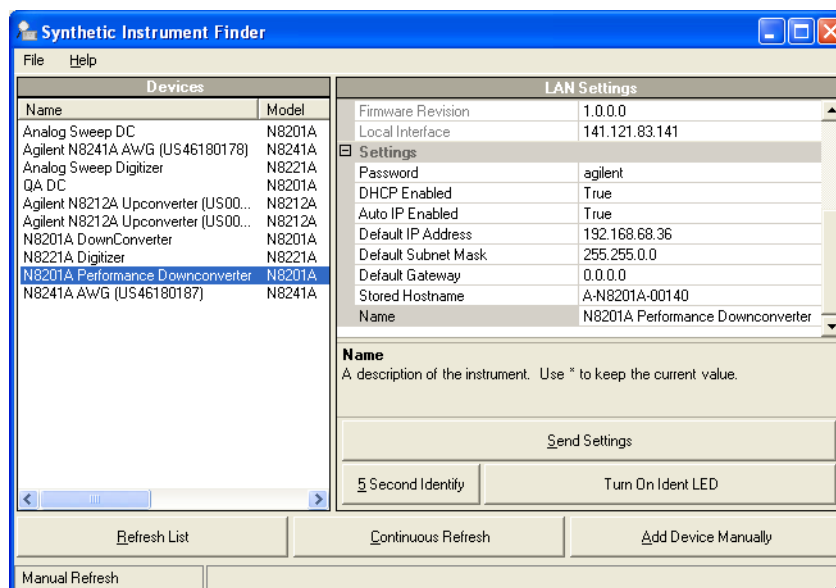 Synthetic Instrument Finder
File Help
Devices
Name Model
Analog Sweep DC N8201A
Agilent N8241A AWG (US46180178) N8241A
Analog Sweep Digitizer N8221A
QA DC N8201A
Agilent N8212A Upconverter (US00... N8212A
Agilent N8212A Upconverter (US00... N8212A
N8201A DownConverter N8201A
N8221A Digitizer N8221A
N8201A Performance Downconverter N8201A
N8241A AWG (US46180187) N8241A
LAN Settings
Firmware Revision 1.0.0.0
Local Interface 141.121.83.141
Settings
Password agilent
DHCP Enabled True
Auto IP Enabled True
Default IP Address 192.168.68.36
Default Subnet Mask 255.255.0.0
Default Gateway 0.0.0.0
Stored Hostname A-N8201A-00140
Name N8201A Performance Downconverter
Name
A description of the instrument. Use * to keep the current value.
Send Settings
5 Second Identify Turn On Ident LED
Refresh List Continuous Refresh Add Device Manually
Manual Refresh